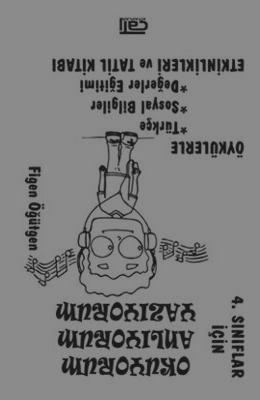 4. SINIFLAR
İÇİN
OKUYORUM
ANLIYORUM
YAZIYORUM
Figen Öğütgen
ÖYKÜLERLE
*Türkçe
*Sosyal Bilgiler
*Değerler Eğitimi
ETKİNLİKLERİ ve TATİL KİTABI